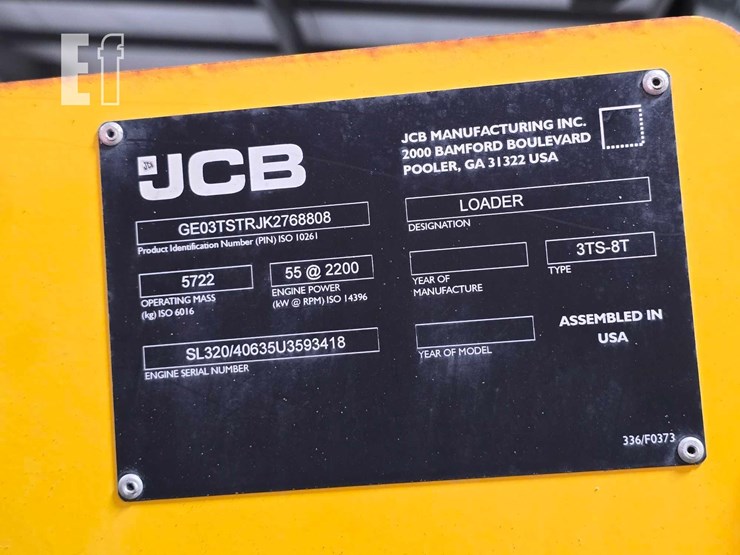 Ef
JCB
JCB
JCB MANUFACTURING INC.
2000 BAMFORD BOULEVARD
POOLER, GA 31322 USA
GE03TSTRJK2768808
Product Identification Number (PIN) ISO 10261
LOADER
DESIGNATION
5722
OPERATING MASS
(kg) ISO 6016
55 @ 2200
ENGINE POWER
(kW @ RPM) ISO 14396
YEAR OF
MANUFACTURE
3TS-8T
TYPE
SL320/40635U3593418
ENGINE SERIAL NUMBER
YEAR OF MODEL
ASSEMBLED IN
USA
336/F0373